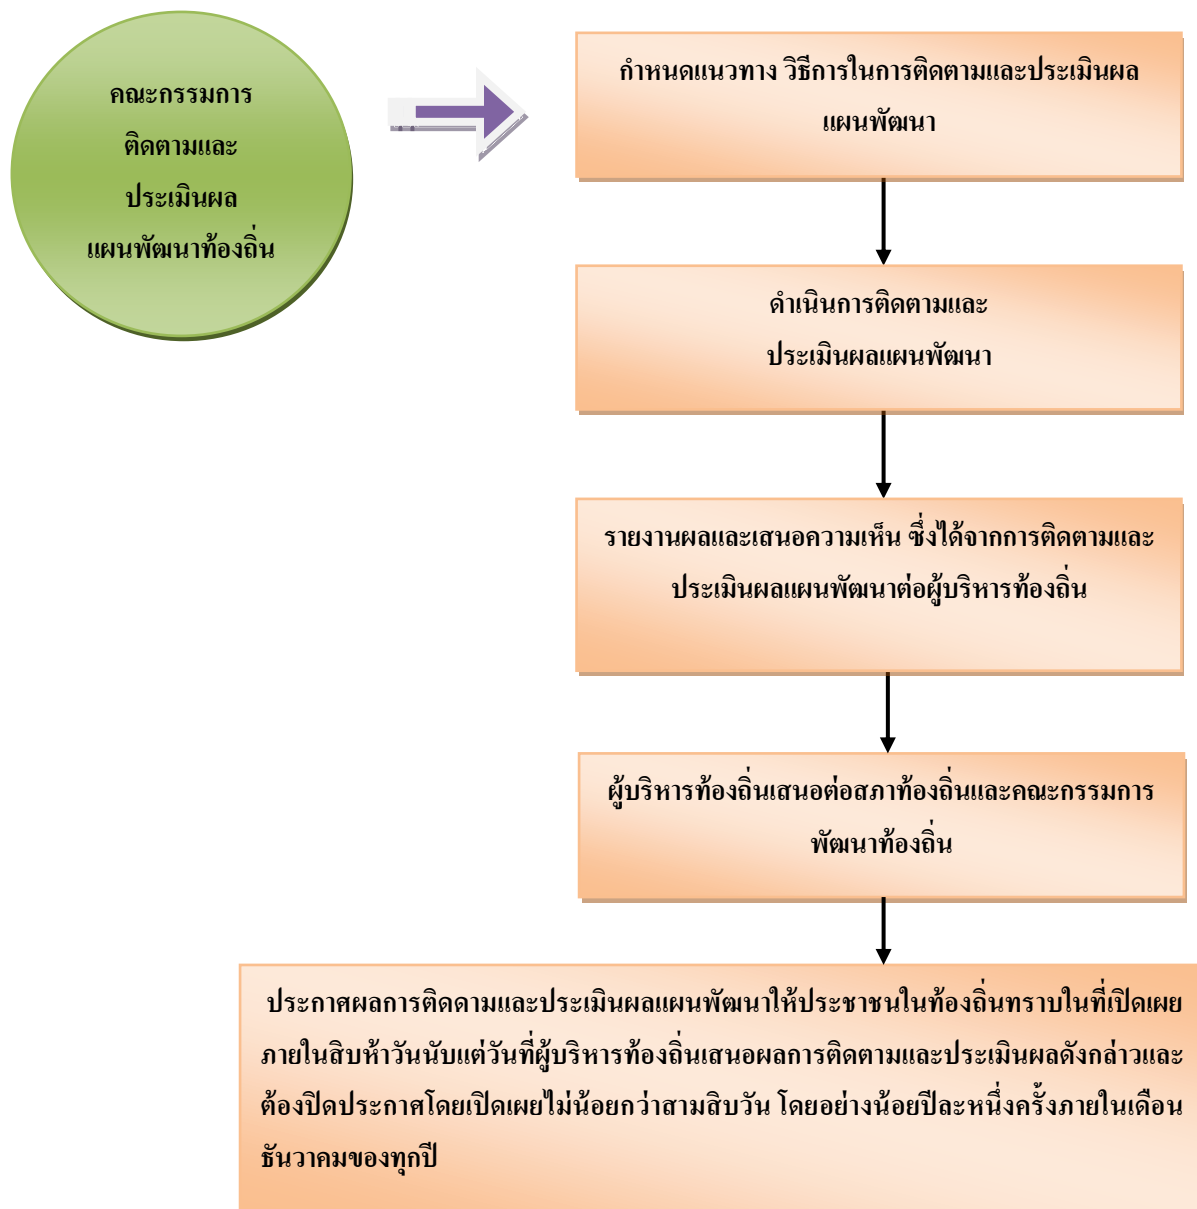 คณะกรรมการ
ติดตามและ
ประเมินผล
แผนพัฒนาท้องถิ่น
กำหนดแนวทาง วิธีการในการติดตามและประเมินผล
แผนพัฒนา
ดำเนินการติดตามและ
ประเมินผลแผนพัฒนา
รายงานผลและเสนอความเห็น ซึ่งได้จากการติดตามและ
ประเมินผลแผนพัฒนาต่อผู้บริหารท้องถิ่น
ผู้บริหารท้องถิ่นเสนอต่อสภาท้องถิ่นและคณะกรรมการ
พัฒนาท้องถิ่น
ประกาศผลการติดตามและประเมินผลแผนพัฒนาให้ประชาชนในท้องถิ่นทราบในที่เปิดเผย
ภายในสิบห้าวันนับแต่วันที่ผู้บริหารท้องถิ่นเสนอผลการติดตามและประเมินผลดังกล่าวและ
ต้องปิดประกาศโดยเปิดเผยไม่น้อยกว่าสามสิบวัน โดยอย่างน้อยปีละหนึ่งครั้งภายในเดือน
ธันวาคมของทุกปี